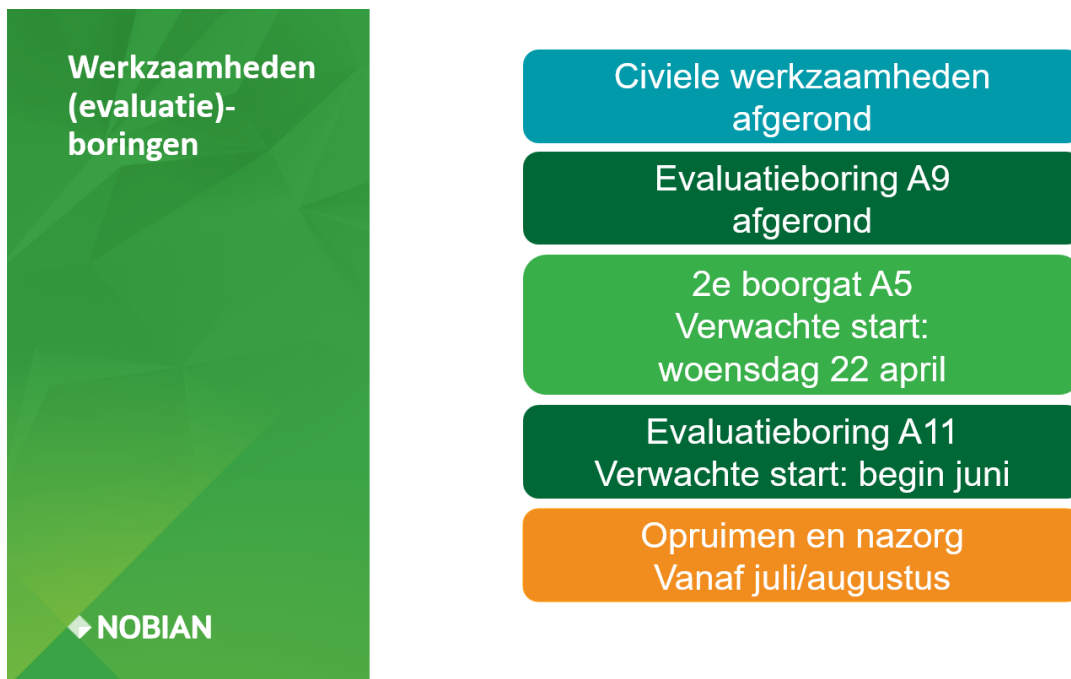 Werkzaamheden
(evaluatie)-
boringen
Civiele werkzaamheden
afgerond
Evaluatieboring A9
afgerond
2e boorgat A5
Verwachte start:
woensdag 22 april
Evaluatieboring A11
Verwachte start: begin juni
Opruimen en nazorg
Vanaf juli/augustus
NOBIAN